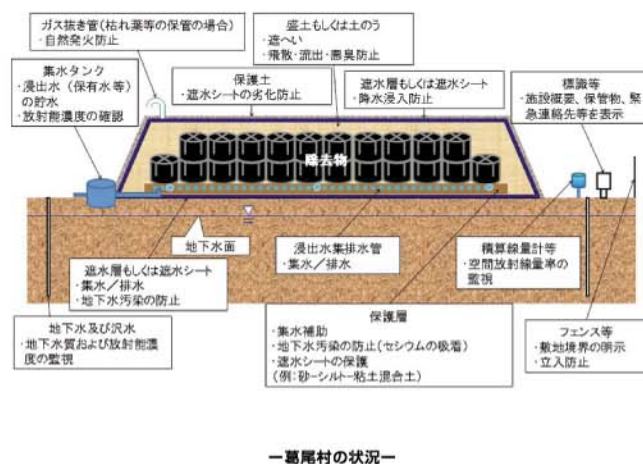 ガス抜き管(枯れ葉等の保管の場合)
・自然発火防止
盛土もしくは土のう
・遮へい
・飛散・流出・悪臭防止
集水タンク
・浸出水(保有水等)
の貯水
・放射能濃度の確認
保護土
・遮水シートの劣化防止
遮水層もしくは遮水シート
・降水浸入防止
標識等
・施設概要、保管物、緊
急連絡先等を表示
除去物
地下水面
浸出水集排水管
・集水/排水
積算線量計等
・空間放射線量率の
監視
遮水層もしくは遮水シート
・集水/排水
・地下水汚染の防止
地下水及び沢水
・地下水質および放射能濃
度の監視
保護層
・集水補助
・地下水汚染の防止(セシウムの吸着)
・遮水シートの保護
(例:砂-シルト-粘土混合土)
フェンス等
・敷地境界の明示
・立入防止
ー葛尾村の状況ー